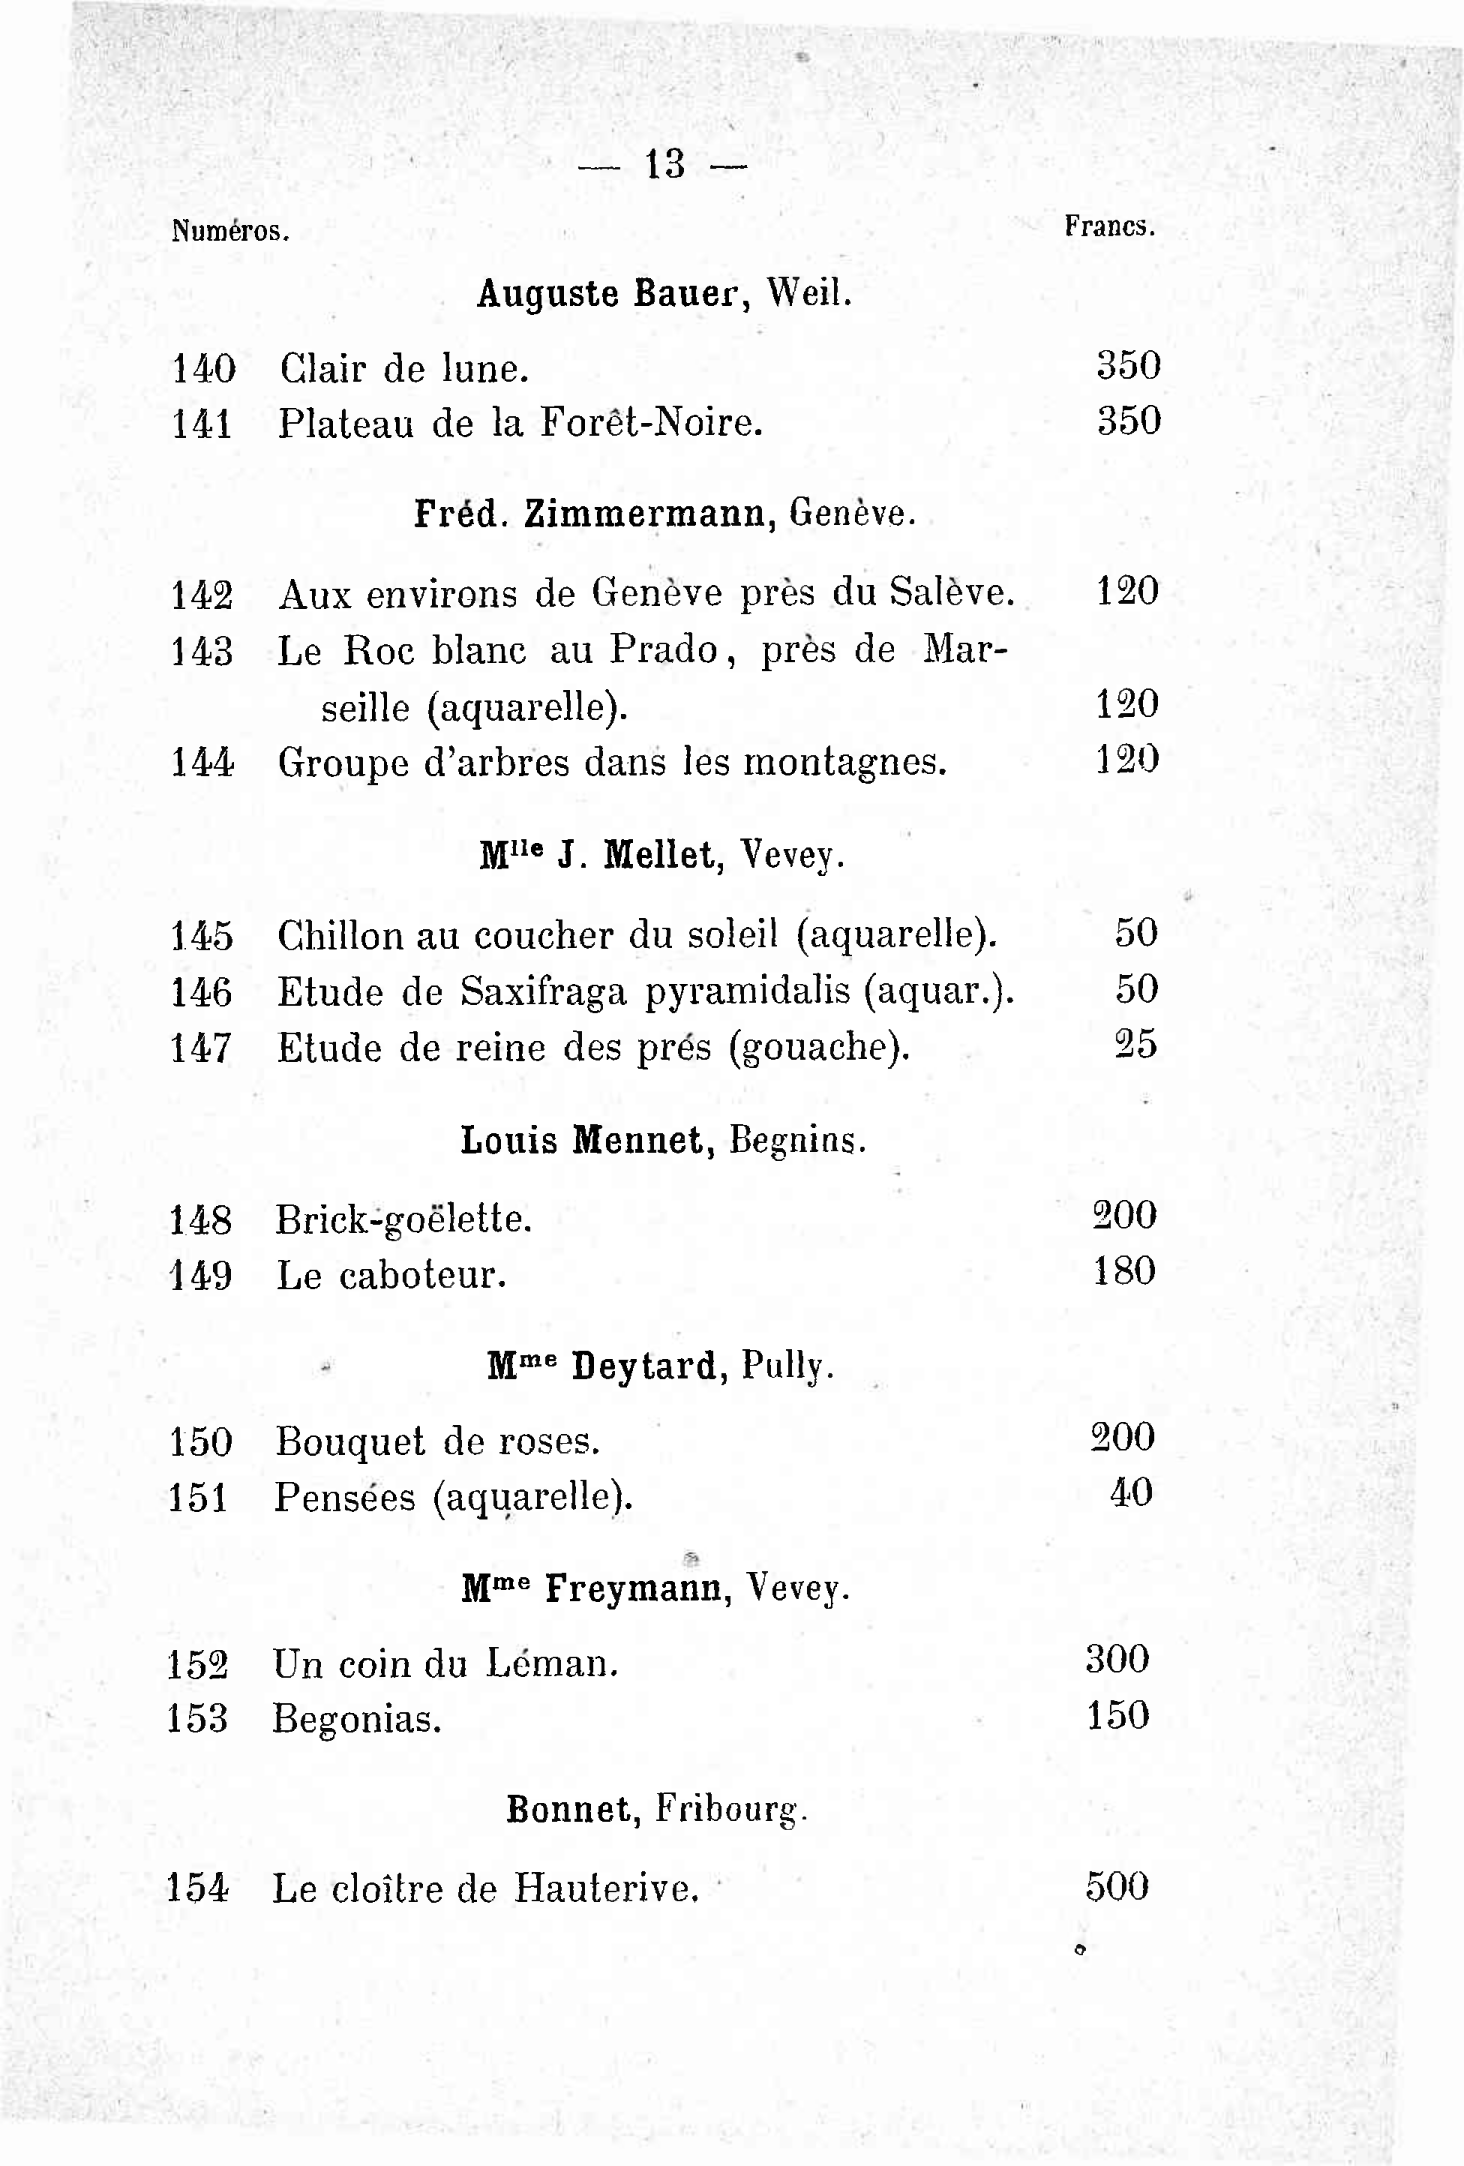 — 13 —
Numéros. Francs.
Auguste Bauer, Weil.
140 Clair de lune. 350
141 Plateau de la Forêt-Noire. 350
Fréd. Zimmermann, Genève.
142 Aux environs de Genève près du Salève. 120
143 Le Roc blanc au Prado, près de Mar-
seille (aquarelle). 120
144 Groupe d'arbres dans les montagnes. 120
Mlle J. Mellet, Vevey.
145 Chillon au coucher du soleil (aquarelle). 50
146 Etude de Saxifraga pyramidalis (aquar.). 50
147 Etude de reine des prés (gouache). 25
Louis Mennet, Begnins.
148 Brick-goëlette. 200
149 Le caboteur. 180
Mme Deytard, Pully.
150 Bouquet de roses. 200
151 Pensées (aquarelle). 40
Mme Freymann, Vevey.
152 Un coin du Léman. 300
153 Begonias. 150
Bonnet, Fribourg.
154 Le cloître de Hauterive. 500